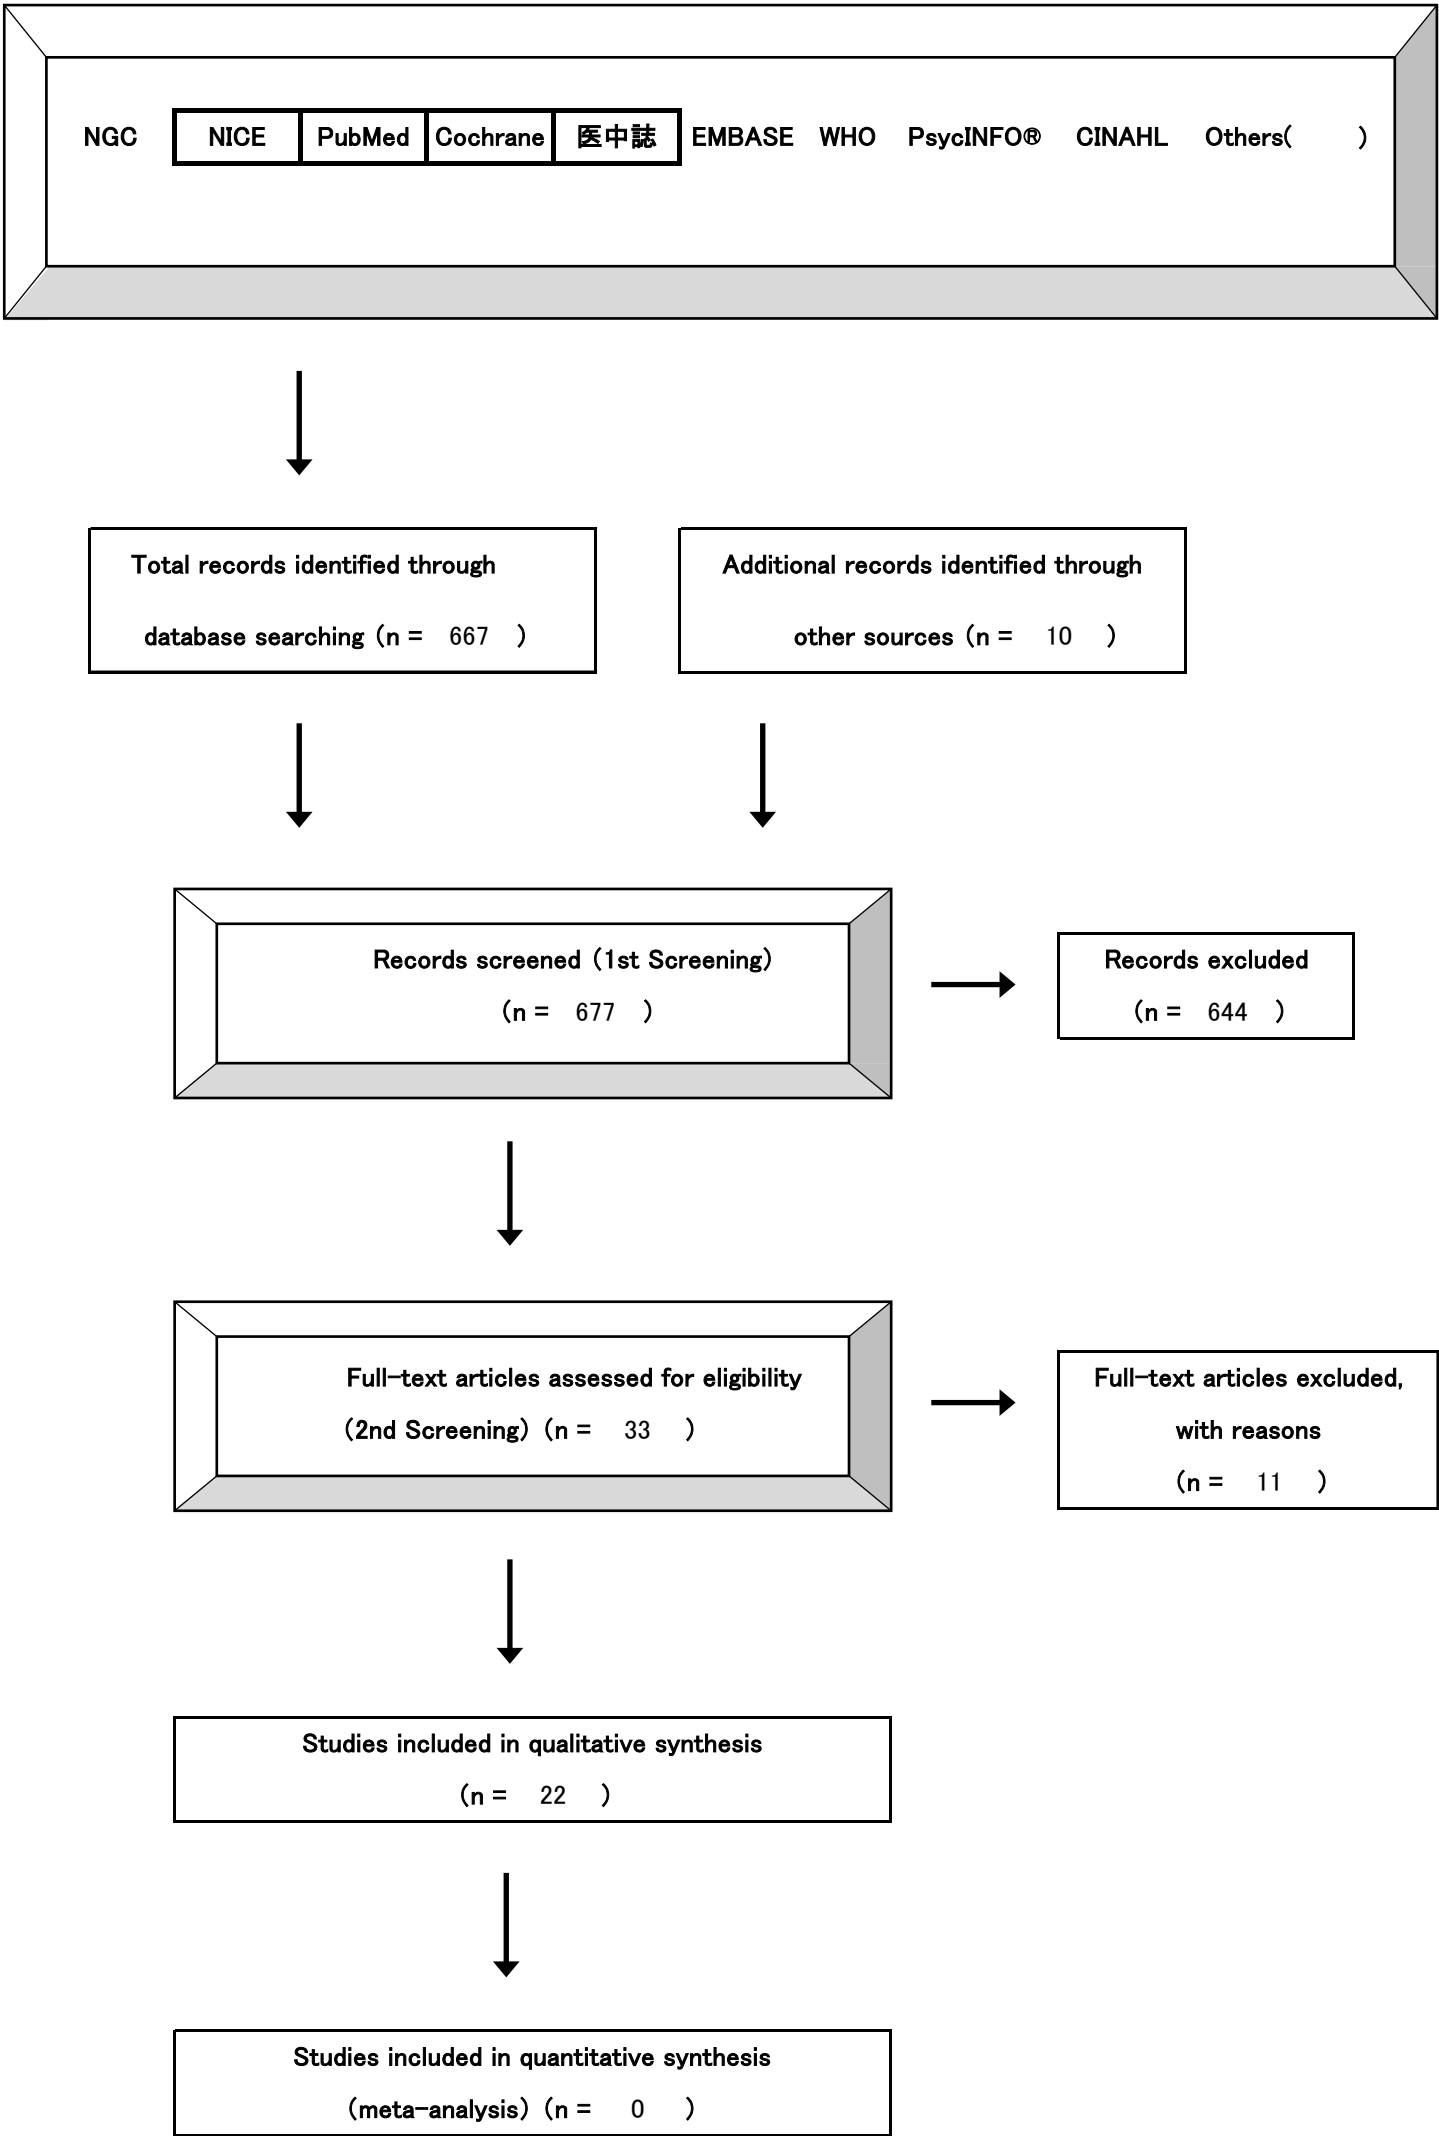 NGC NICE PubMed Cochrane 医中誌 EMBASE WHO PsycINFO® CINAHL Others( )
Total records identified through
database searching (n = 667 )
Additional records identified through
other sources (n = 10 )
Records screened (1st Screening)
(n = 677 )
Records excluded
(n = 644 )
Full-text articles assessed for eligibility
(2nd Screening) (n = 33 )
Full-text articles excluded,
with reasons
(n = 11 )
Studies included in qualitative synthesis
(n = 22 )
Studies included in quantitative synthesis
(meta-analysis) (n = 0 )